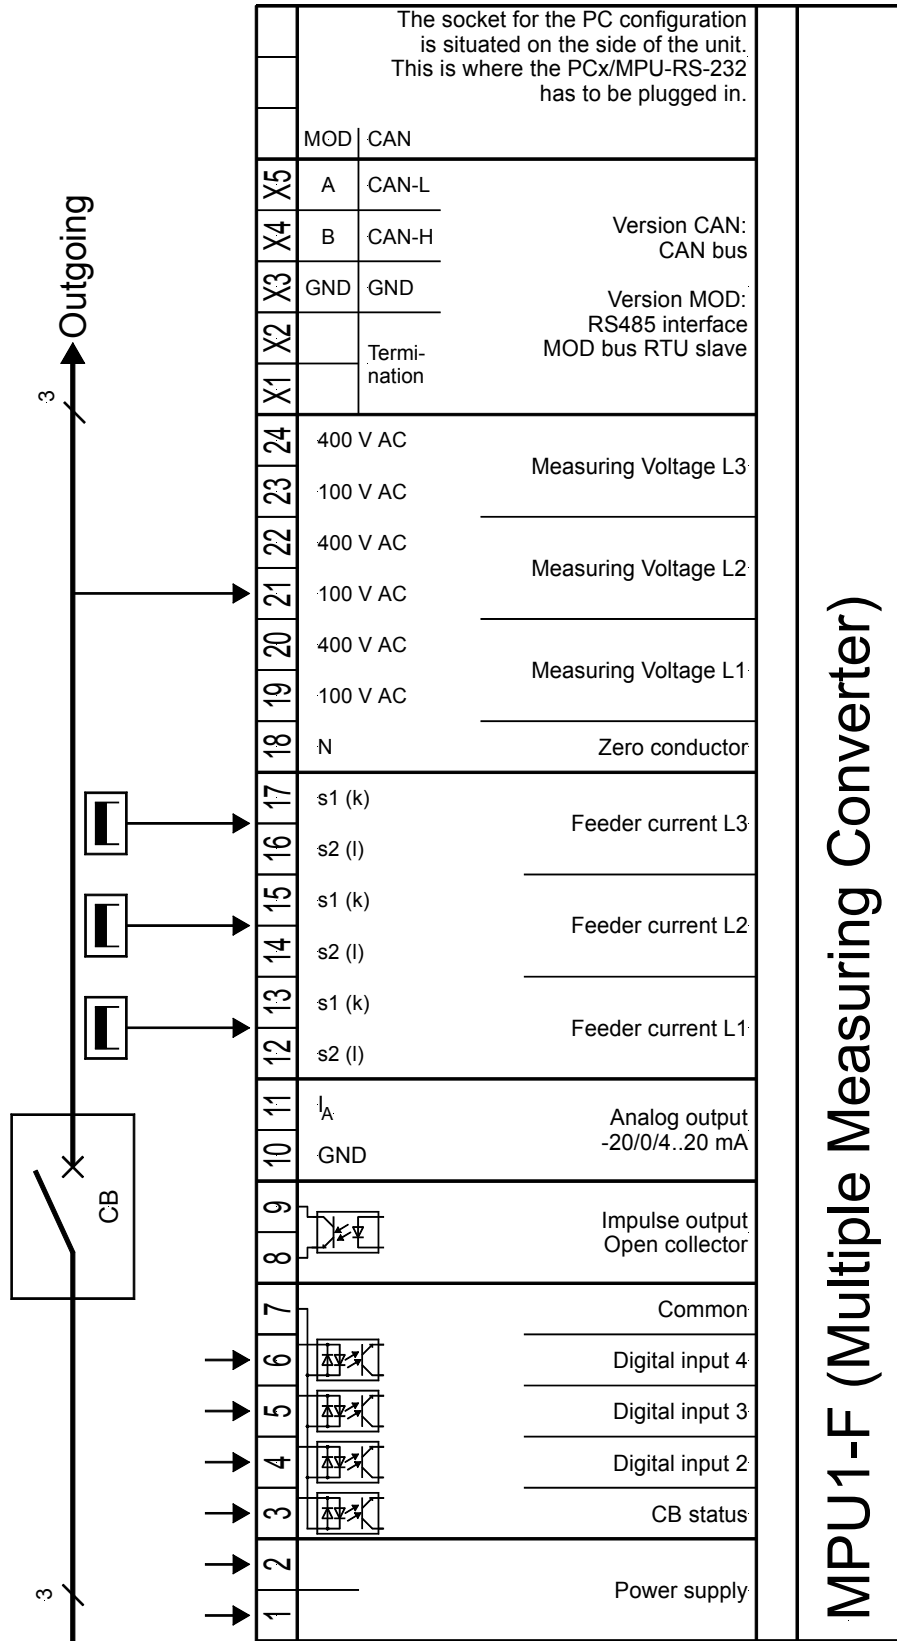 The socket for the PC configuration
is situated on the side of the unit.
This is where the PCx/MPU-RS-232
has to be plugged in.
MOD CAN
X5 A CAN-L
X4 B CAN-H
X3 GND GND
X2
X1
Termi-
nation
Version CAN:
CAN bus
Version MOD:
RS485 interface
MOD bus RTU slave
Outgoing
3
24 400 V AC
23 100 V AC
Measuring Voltage L3
22 400 V AC
21 100 V AC
Measuring Voltage L2
20 400 V AC
19 100 V AC
Measuring Voltage L1
18 N Zero conductor
17 s1 (k)
16 s2 (l)
Feeder current L3
15 s1 (k)
14 s2 (l)
Feeder current L2
13 s1 (k)
12 s2 (l)
Feeder current L1
11 IA
10 GND
Analog output
-20/0/4..20 mA
CB
9
8
Impulse output
Open collector
7 Common
6 Digital input 4
5 Digital input 3
4 Digital input 2
3 CB status
2
1
Power supply
3
MPU1-F (Multiple Measuring Converter)